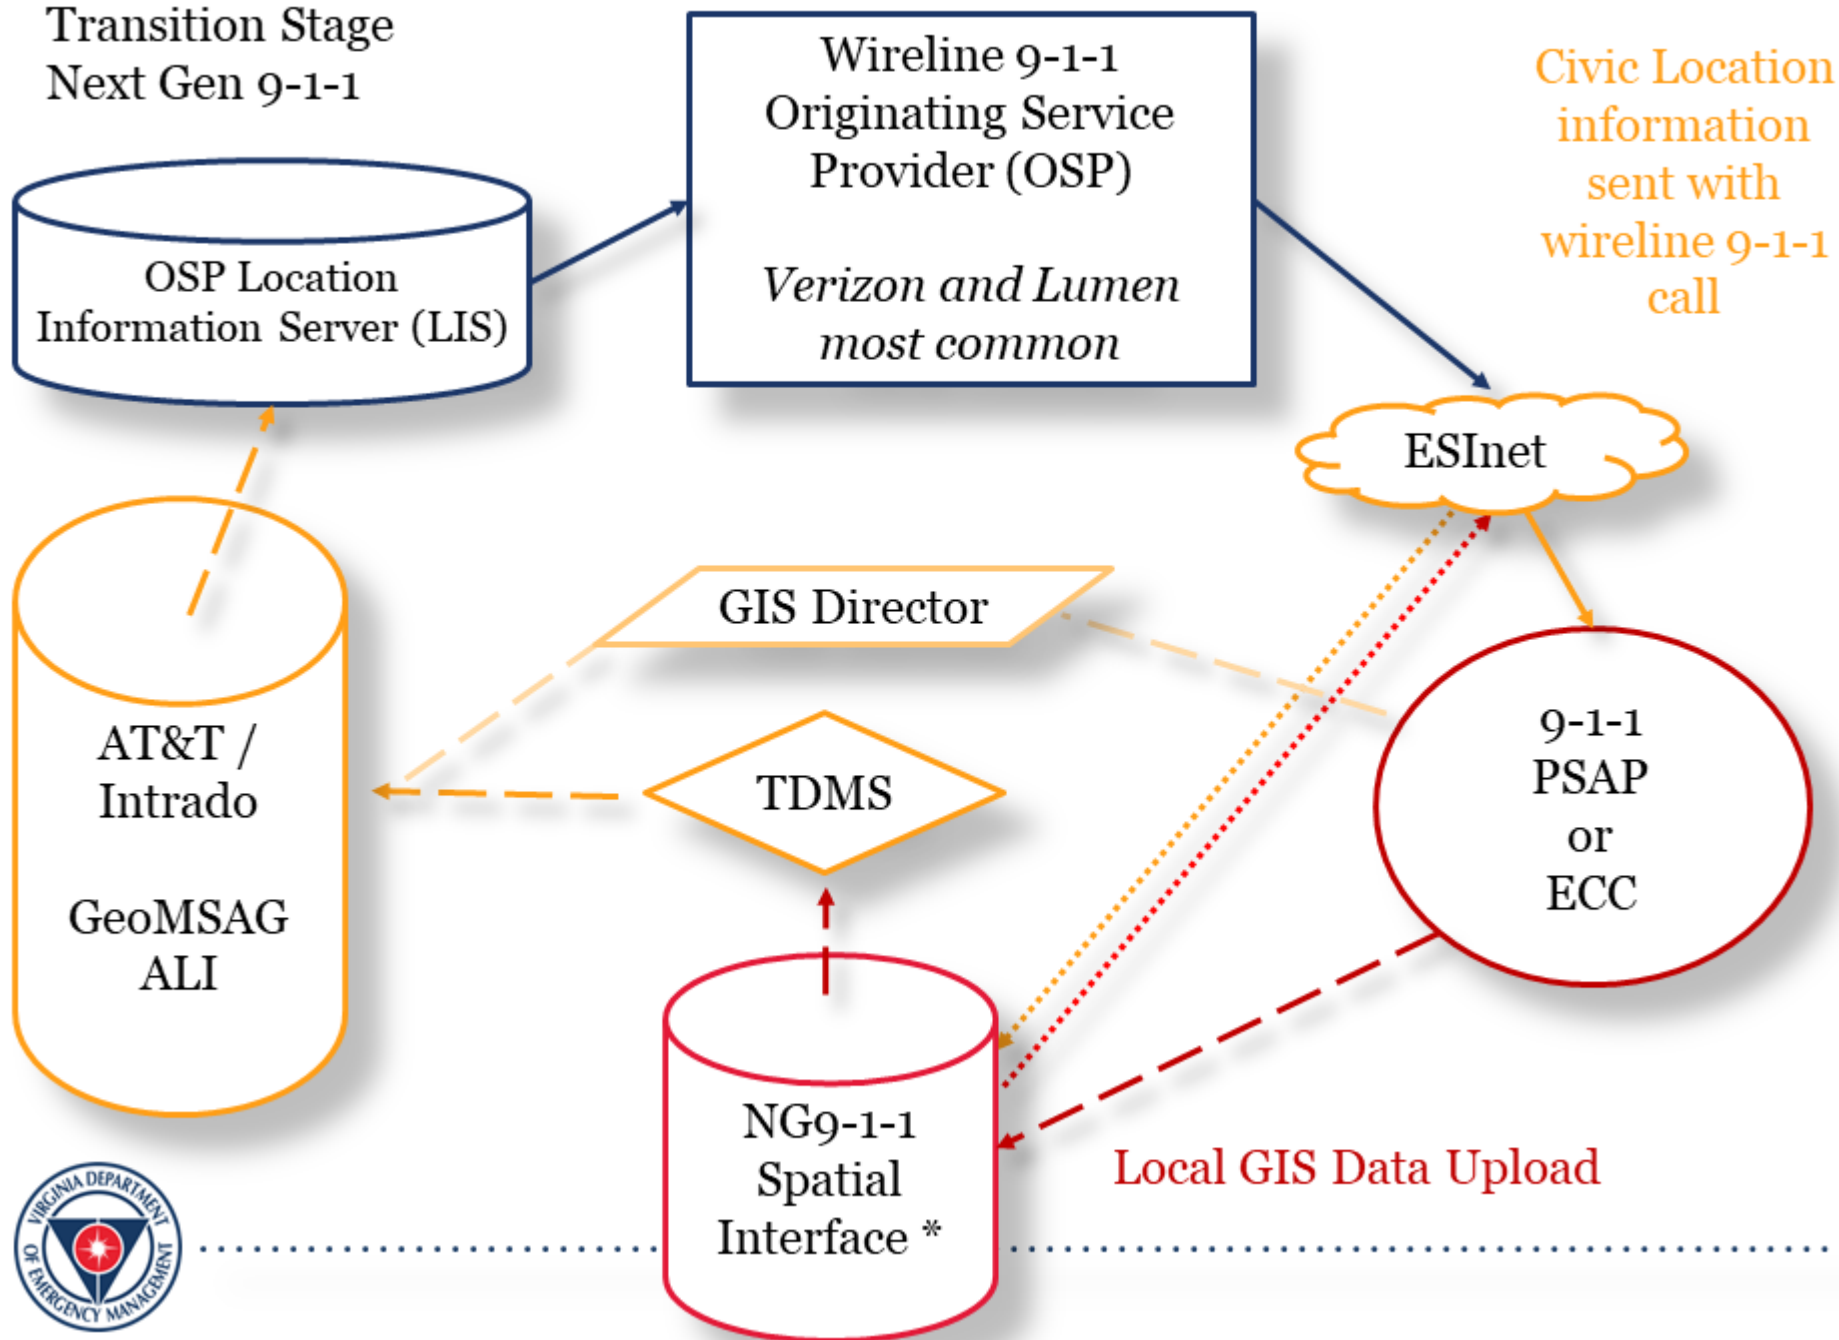 Transition Stage
Next Gen 9-1-1
Wireline 9-1-1
Originating Service
Provider (OSP)
Verizon and Lumen
most common
Civic Location
information
sent with
wireline 9-1-1
call
OSP Location
Information Server (LIS)
ESInet
GIS Director
AT&T /
Intrado
GeoMSAG
ALI
TDMS
9-1-1
PSAP
or
ECC
NG9-1-1
Spatial
Interface *
Local GIS Data Upload
VIRGINIA DEPARTMENT
OF EMERGENCY MANAGEMENT